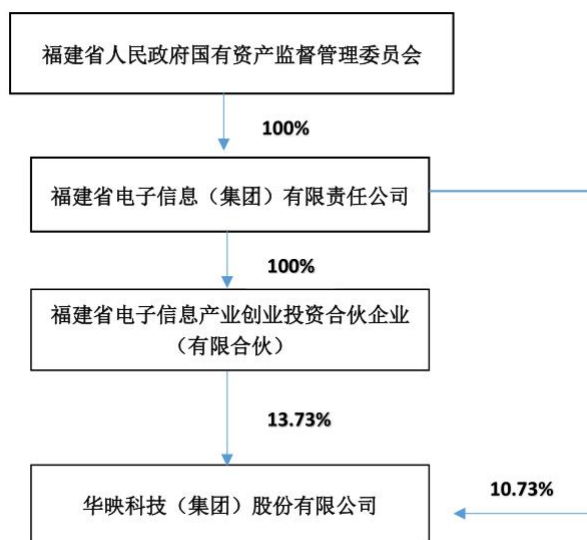 福建省人民政府国有资产监督管理委员会
100%
福建省电子信息（集团）有限责任公司
100%
福建省电子信息产业创业投资合伙企业
（有限合伙）
13.73%
华映科技（集团）股份有限公司
10.73%